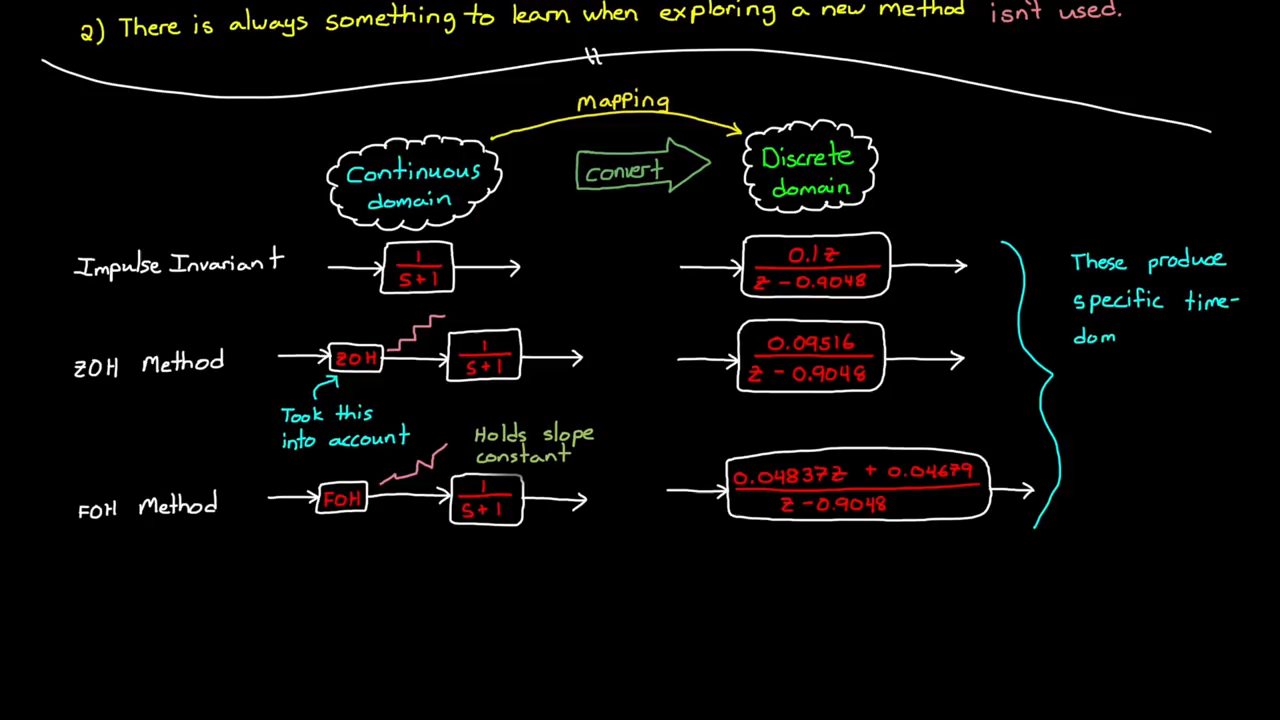 2) There is always something to learn when exploring a new method isn't used.
mapping
Continuous domain
convert
Discrete domain
Impulse Invariant
1
s+1
0.1z
z - 0.9048
These produce
specific time-
dom
ZOH Method
ZOH
1
s+1
0.09516
z - 0.9048
Took this
into account
Holds slope
constant
FOH Method
FOH
1
s+1
0.04837z + 0.04679
z - 0.9048